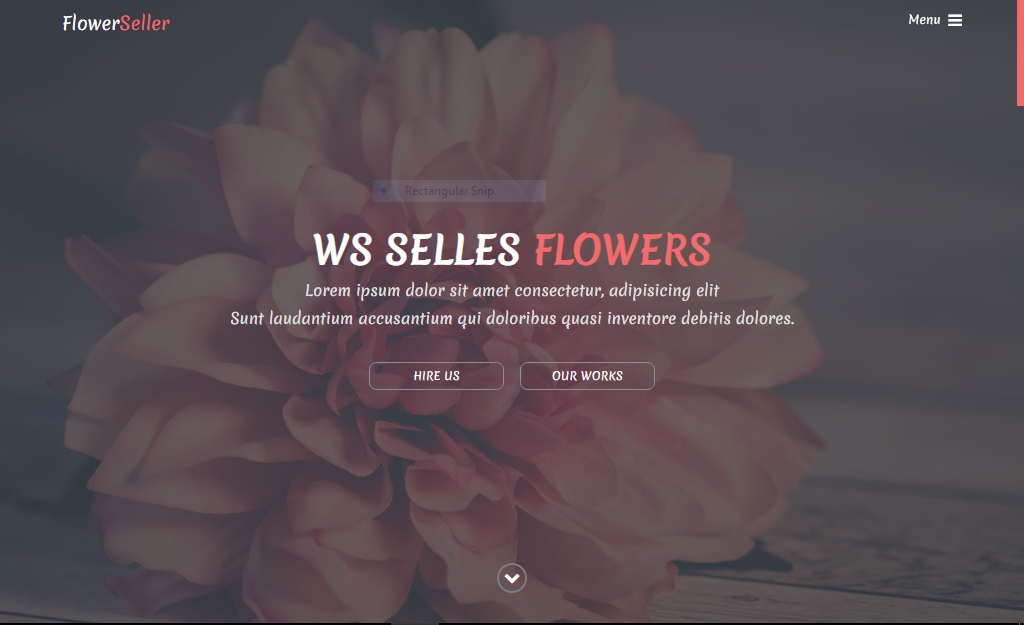 FlowerSeller
Menu
Rectangular Snip
WS SELLES FLOWERS
Lorem ipsum dolor sit amet consectetur, adipisicing elit
Sunt laudantium accusantium qui doloribus quasi inventore debitis dolores.
HIRE US
OUR WORKS